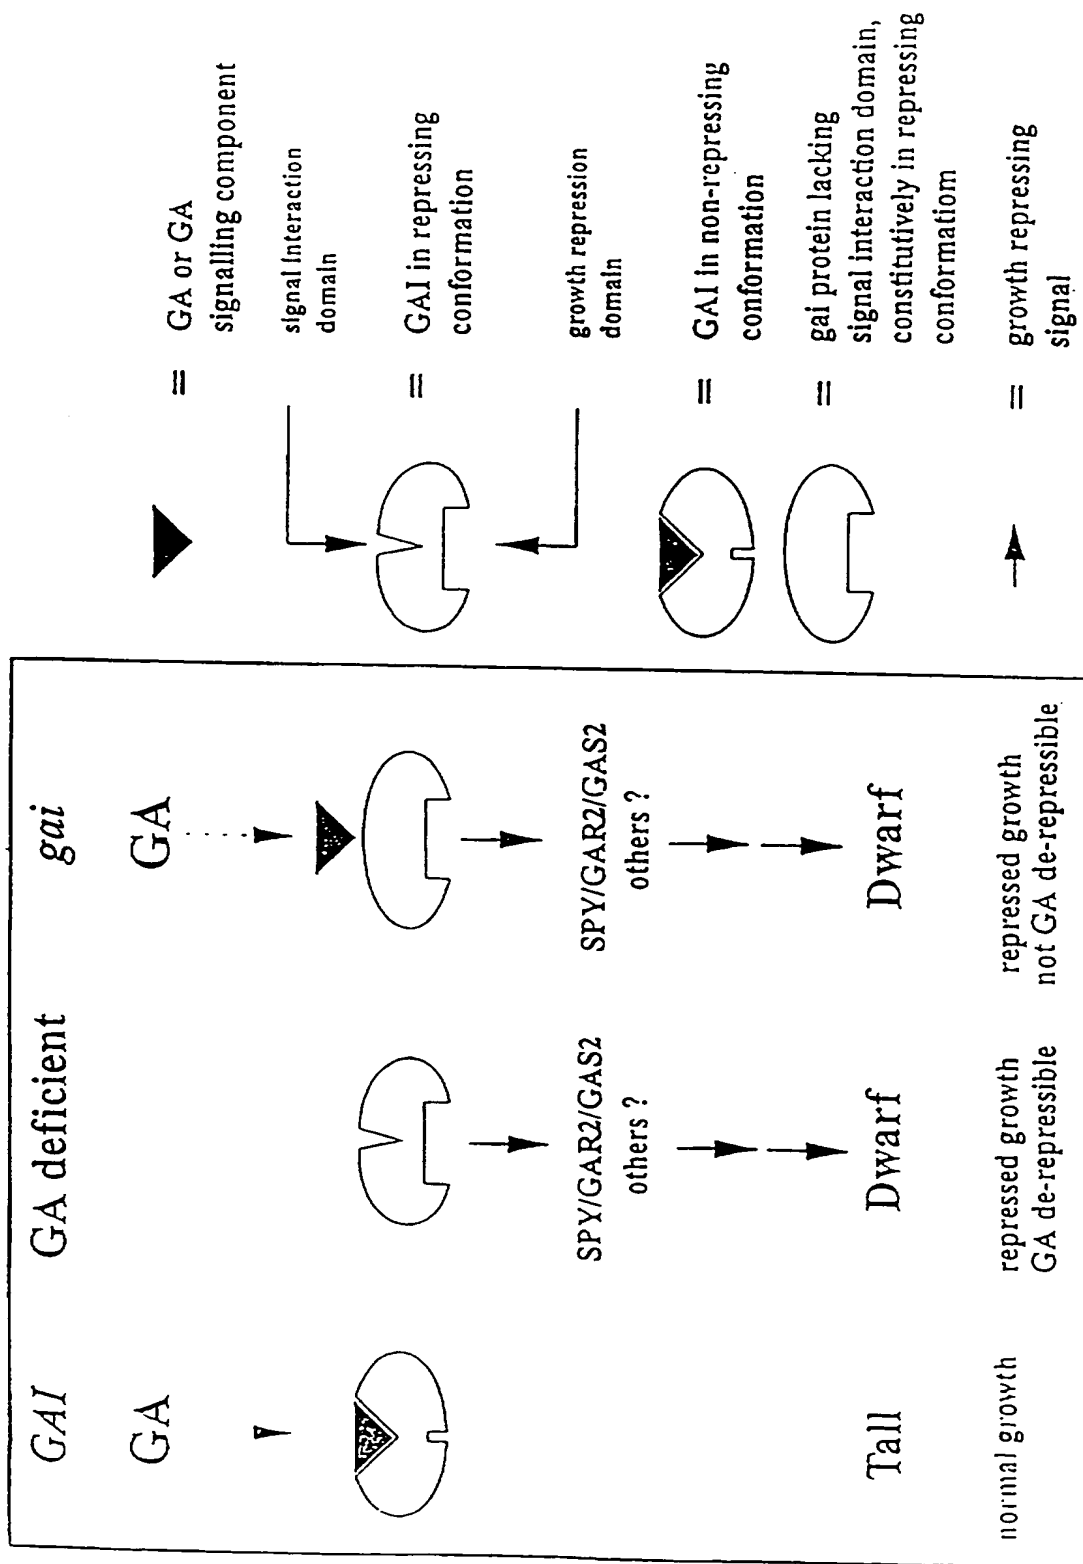 GAI
GA
Tall
normal growth
GA deficient
SPY/GAR2/GAS2
others ?
Dwarf
repressed growth
GA de-repressible
gai
GA
SPY/GAR2/GAS2
others ?
Dwarf
repressed growth
not GA de-repressible
= GA or GA
signalling component
signal interaction
domain
= GAI in repressing
conformation
growth repression
domain
= GAI in non-repressing
conformation
= gai protein lacking
signal interaction domain,
constitutively in repressing
conformatiom
= growth repressing
signal